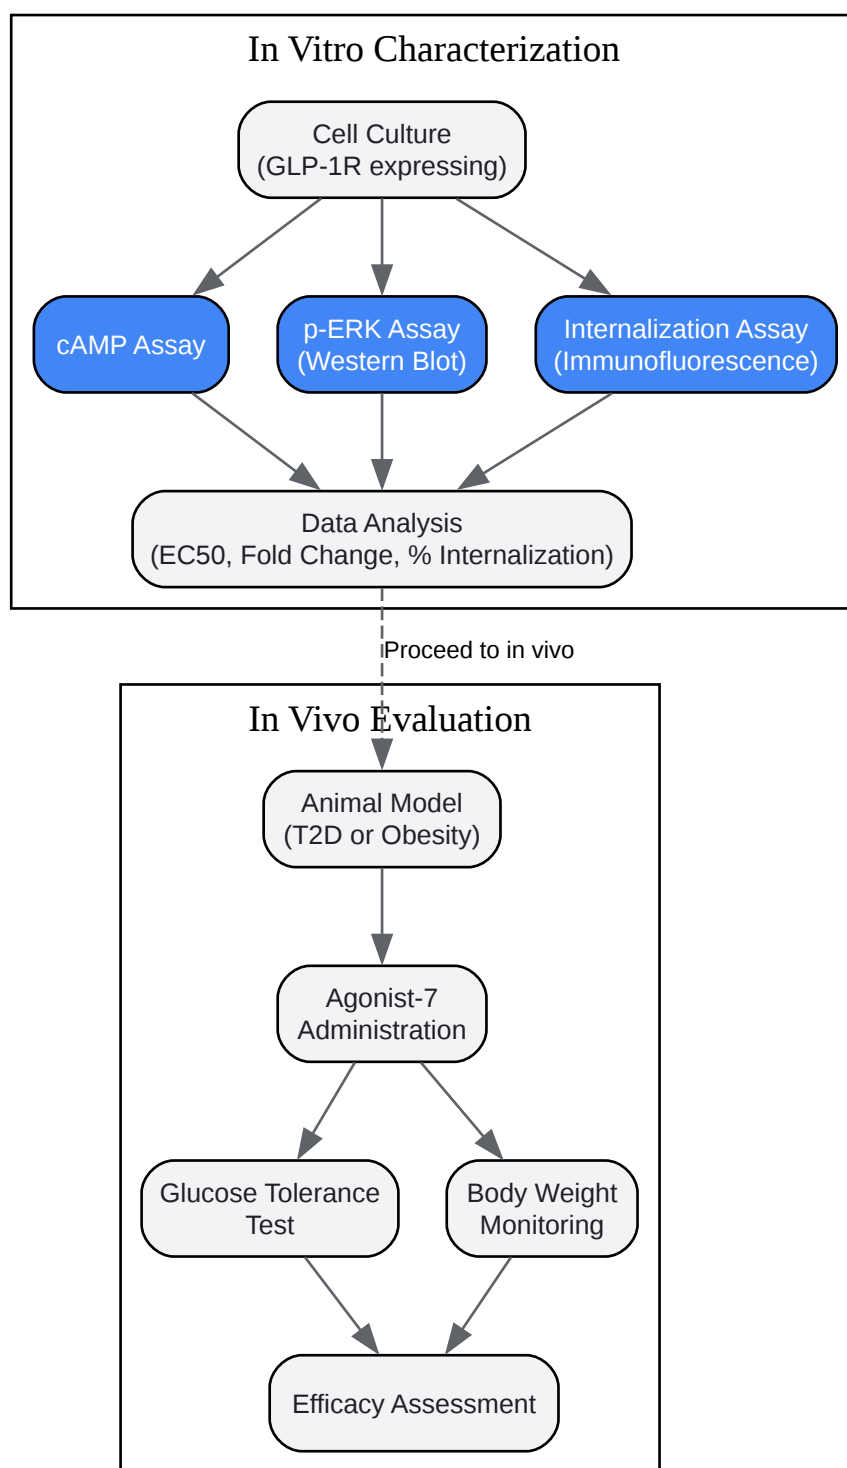 In Vitro Characterization
Cell Culture
(GLP-1R expressing)
cAMP Assay
p-ERK Assay
(Western Blot)
Internalization Assay
(Immunofluorescence)
Data Analysis
(EC50, Fold Change, % Internalization)
Proceed to in vivo
In Vivo Evaluation
Animal Model
(T2D or Obesity)
Agonist-7
Administration
Glucose Tolerance
Test
Body Weight
Monitoring
Efficacy Assessment